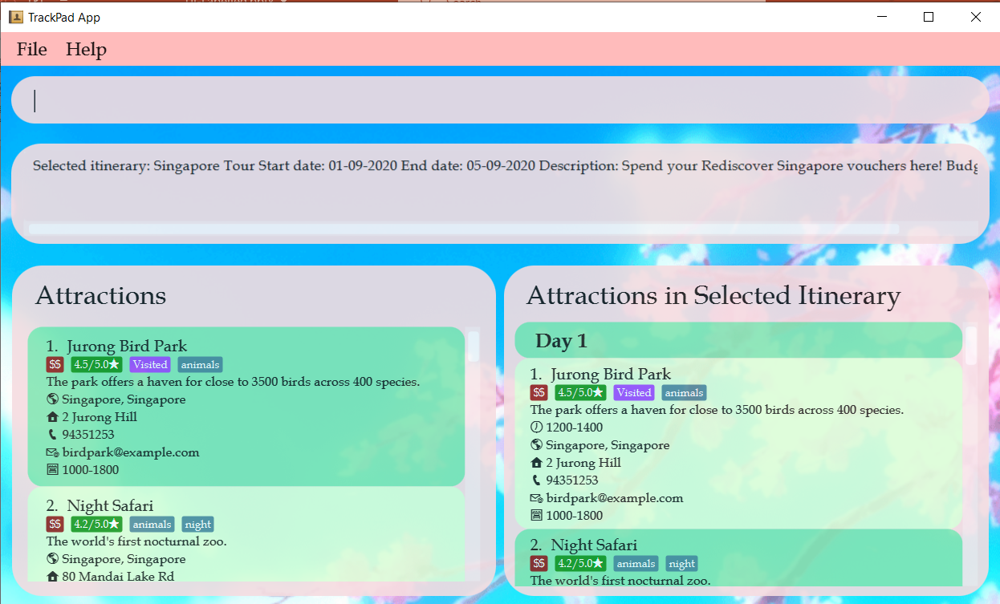 TrackPad App
File Help
Selected itinerary: Singapore Tour Start date: 01-09-2020 End date: 05-09-2020 Description: Spend your Rediscover Singapore vouchers here!
Attractions
1. Jurong Bird Park
$$ 4.5/5.0★ Visited animals
The park offers a haven for close to 3500 birds across 400 species.
Singapore, Singapore
2 Jurong Hill
94351253
birdpark@example.com
1000-1800
2. Night Safari
$$ 4.2/5.0★ animals night
The world's first nocturnal zoo.
Singapore, Singapore
80 Mandai Lake Rd
Attractions in Selected Itinerary
Day 1
1. Jurong Bird Park
$$ 4.5/5.0★ Visited animals
The park offers a haven for close to 3500 birds across 400 species.
1200-1400
Singapore, Singapore
2 Jurong Hill
94351253
birdpark@example.com
1000-1800
2. Night Safari
$$ 4.2/5.0★ animals night
The world's first nocturnal zoo.